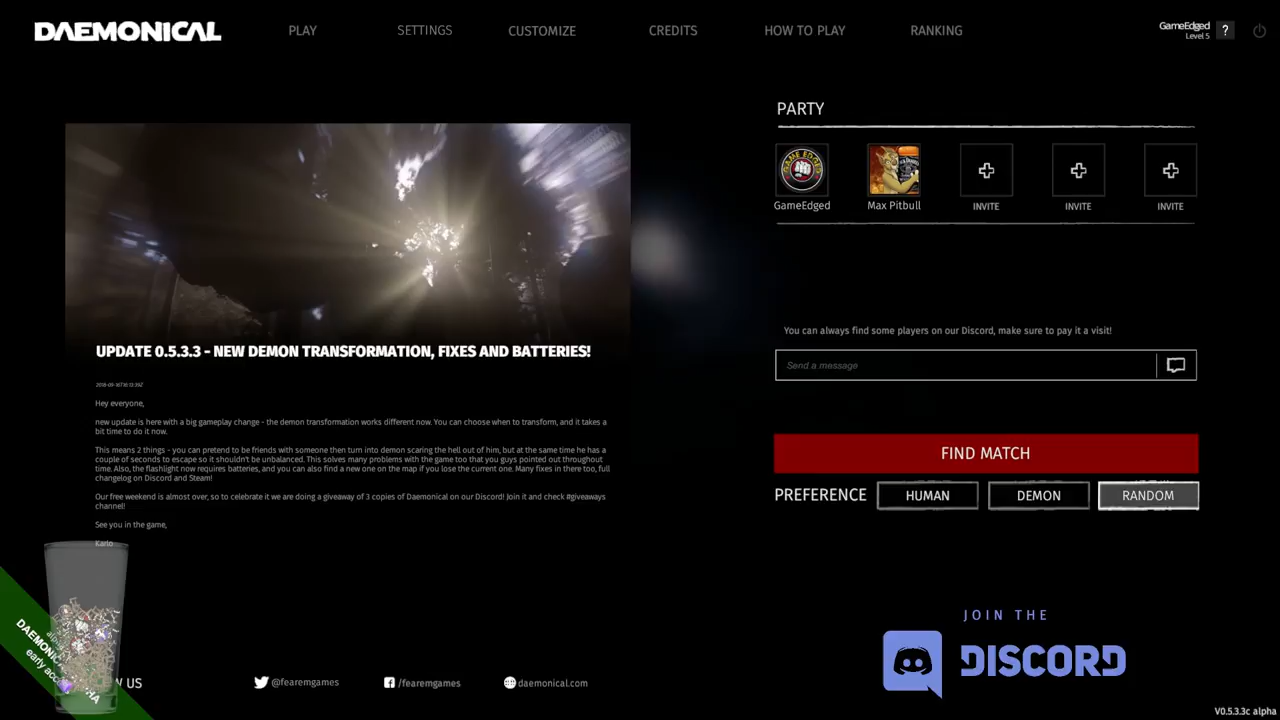 DAEMONICAL
PLAY
SETTINGS
CUSTOMIZE
CREDITS
HOW TO PLAY
RANKING
GameEdged
Level 5
?
PARTY
GAME EDGED
GameEdged
Max Pitbull
INVITE
INVITE
INVITE
UPDATE 0.5.3.3 - NEW DEMON TRANSFORMATION, FIXES AND BATTERIES!
2018-09-16T16:13:39Z
Hey everyone,
new update is here with a big gameplay change - the demon transformation works different now. You can choose when to transform, and it takes a
bit time to do it now.
This means 2 things - you can pretend to be friends with someone then turn into demon scaring the hell out of him, but at the same time he has a
couple of seconds to escape so it shouldn't be unbalanced. This solves many problems with the game too that you guys pointed out throughout
time. Also, the flashlight now requires batteries, and you can also find a new one on the map if you lose the current one. Many fixes in there too, full
changelog on Discord and Steam!
Our free weekend is almost over, so to celebrate it we are doing a giveaway of 3 copies of Daemonical on our Discord! Join it and check #giveaways
channel!
See you in the game,
Karlo
You can always find some players on our Discord, make sure to pay it a visit!
Send a message
FIND MATCH
PREFERENCE
HUMAN
DEMON
RANDOM
JOIN THE
DISCORD
DAEMONIC
early acc
US
@fearemgames
/fearemgames
daemonical.com
V0.5.3.3c alpha